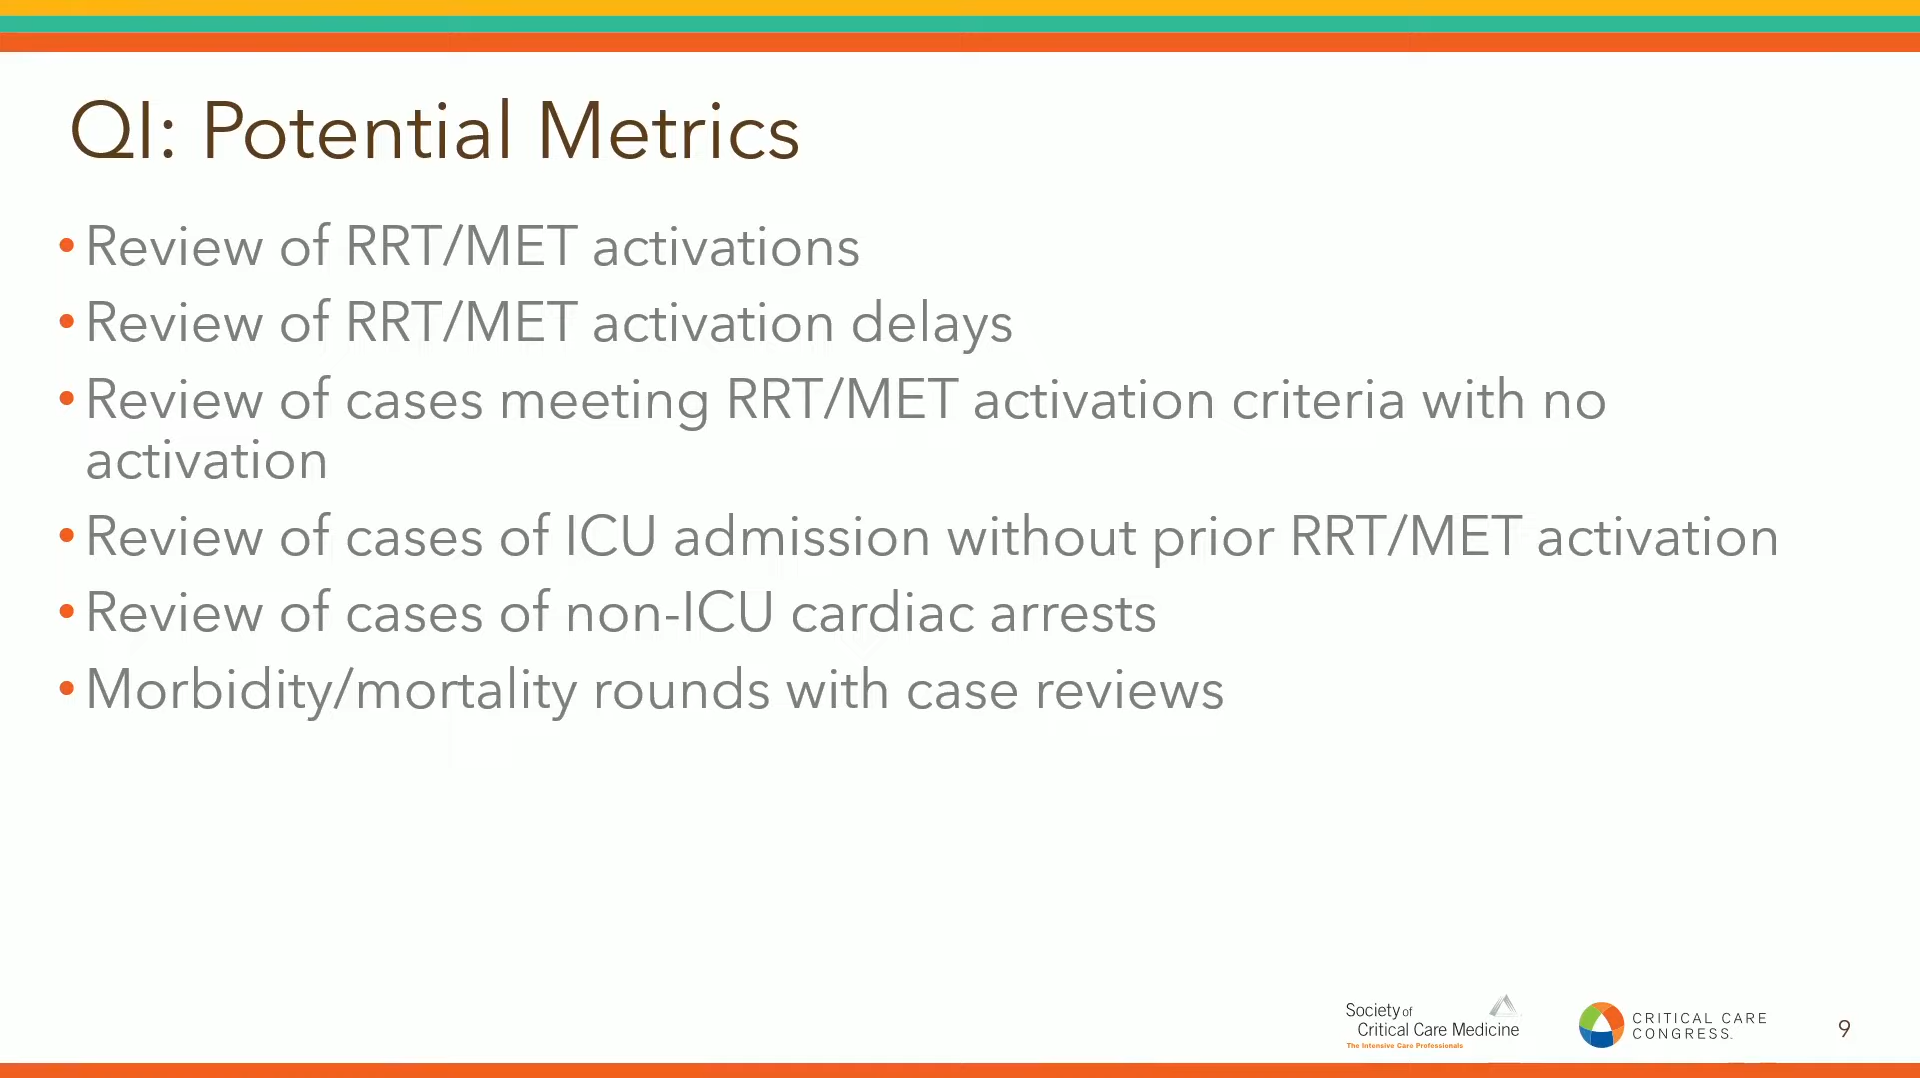 QI: Potential Metrics
• Review of RRT/MET activations
• Review of RRT/MET activation delays
• Review of cases meeting RRT/MET activation criteria with no
activation
• Review of cases of ICU admission without prior RRT/MET activation
• Review of cases of non-ICU cardiac arrests
• Morbidity/mortality rounds with case reviews
Society of
Critical Care Medicine
The Intensive Care Professionals
CRITICAL CARE
CONGRESS.
9